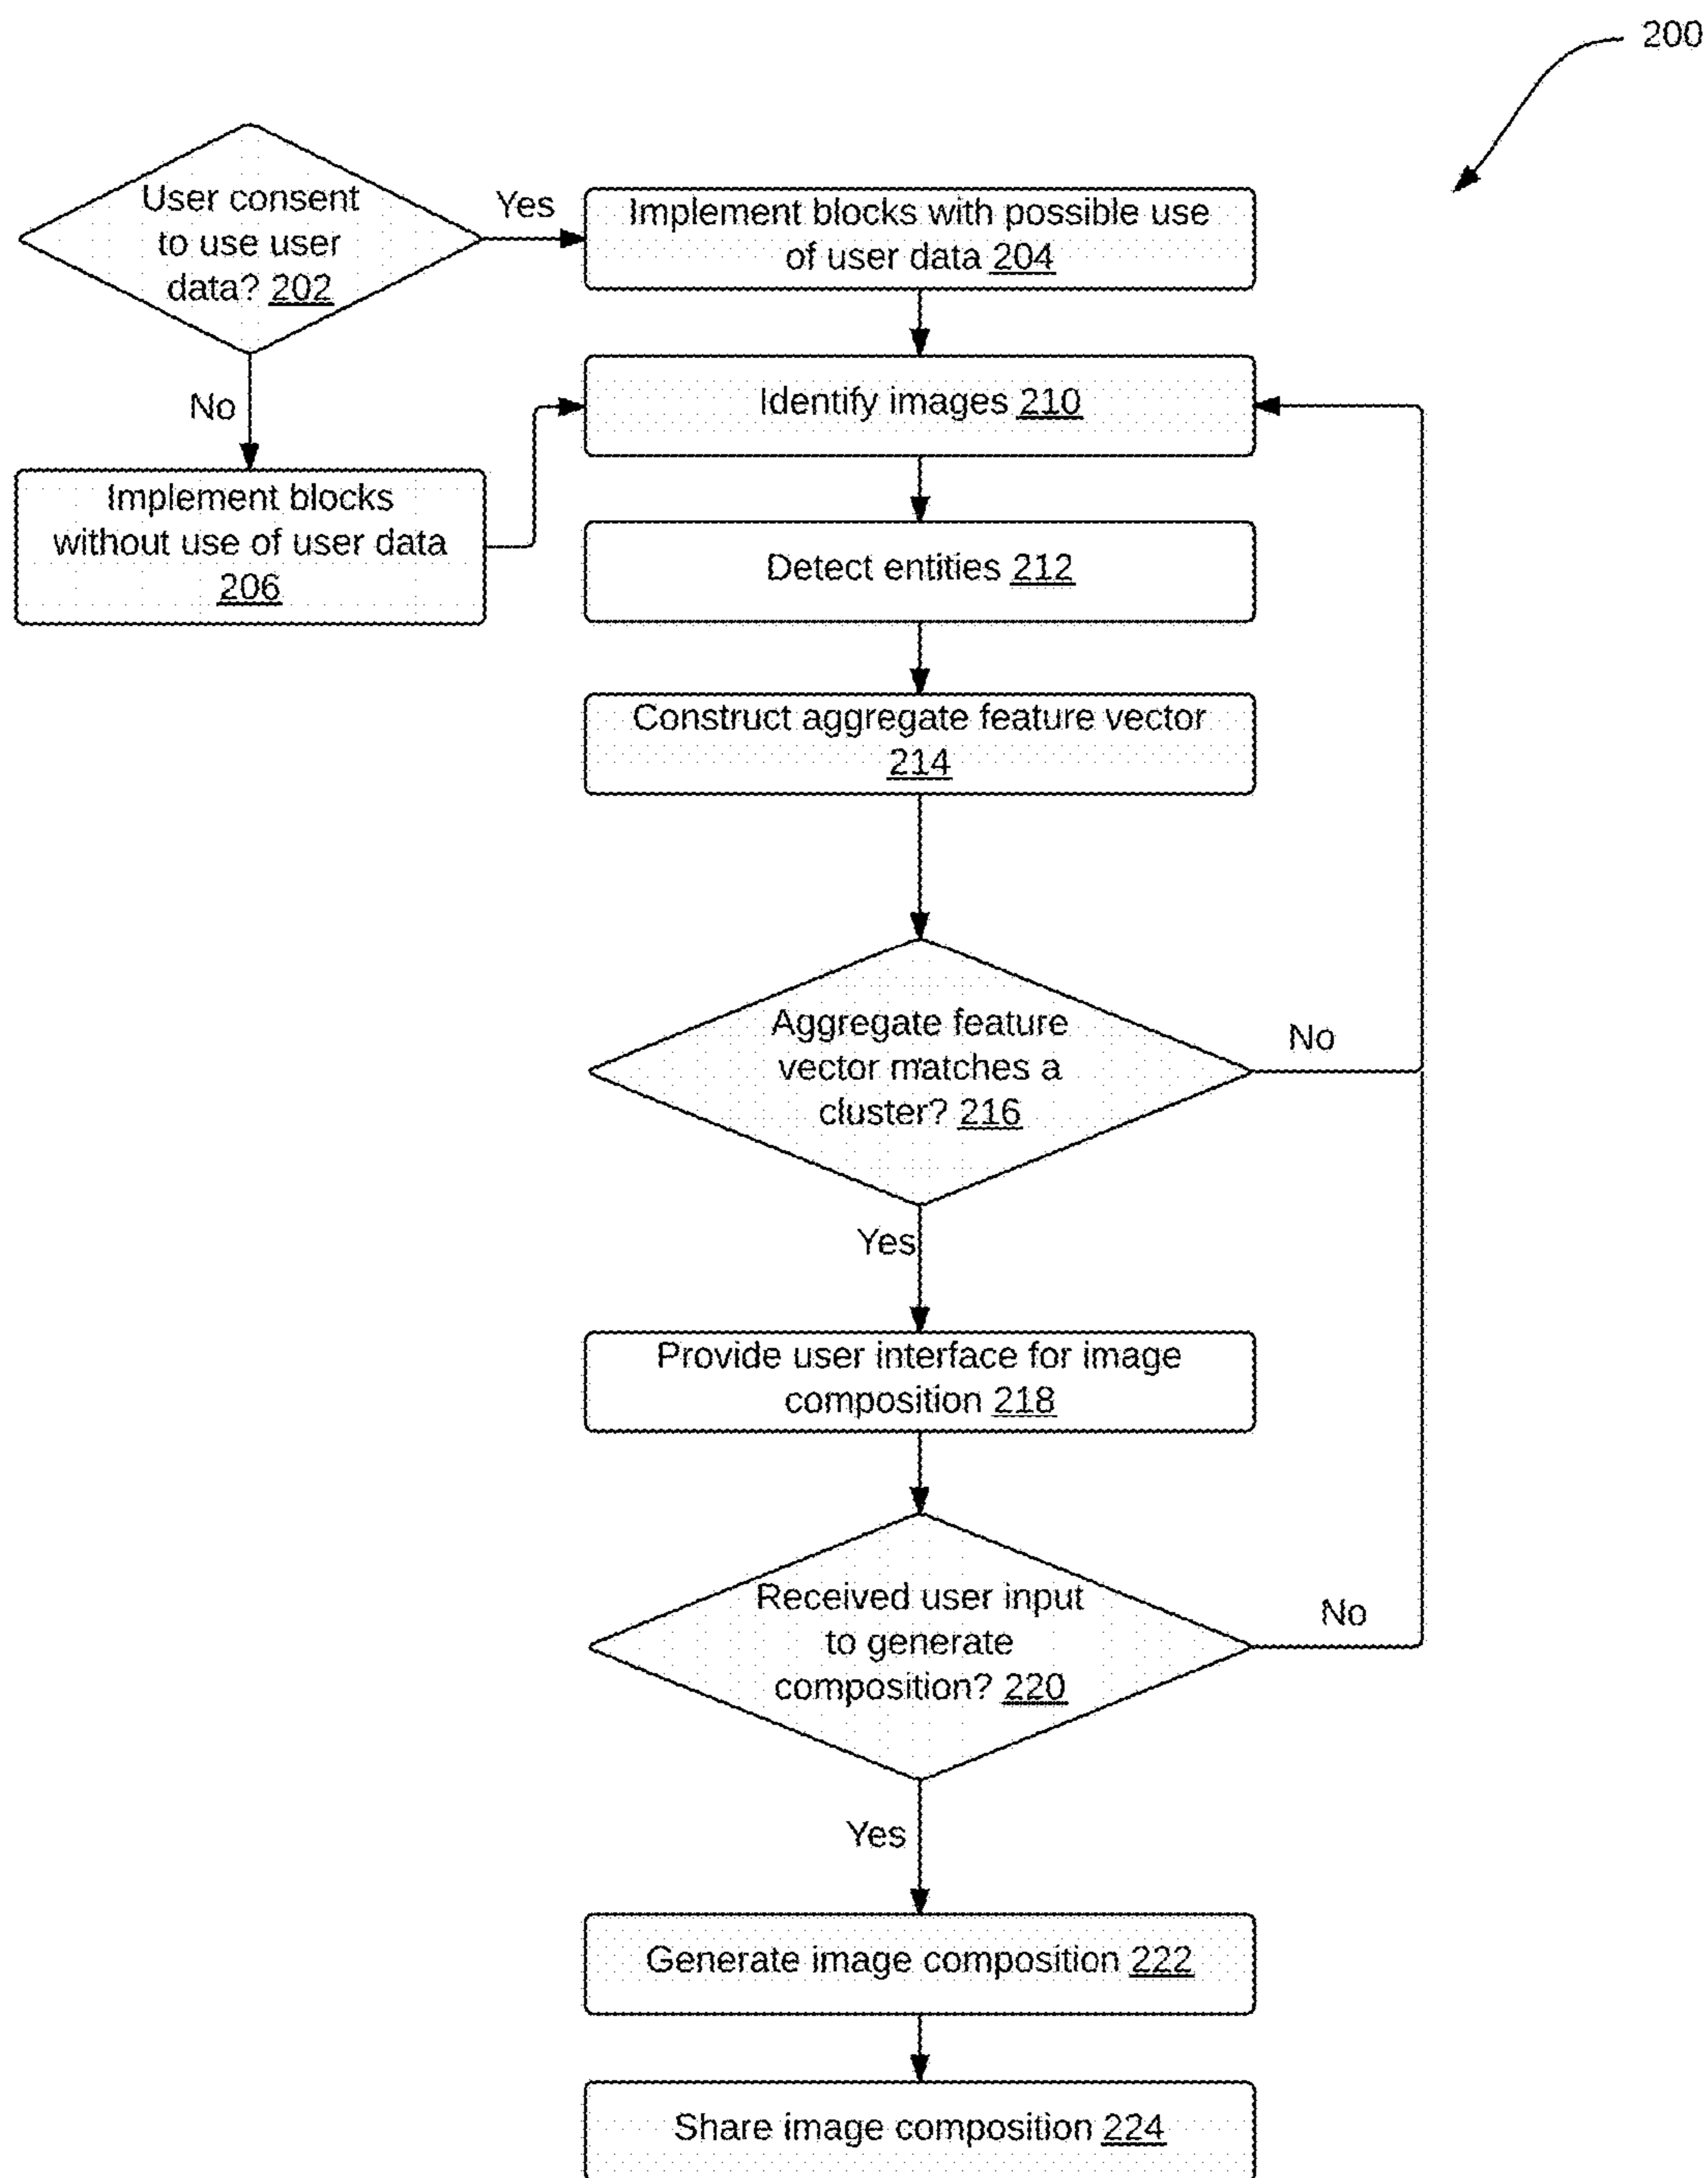 200
User consent
to use user
data? 202
Yes
Implement blocks with possible use
of user data 204
No
Identify images 210
Implement blocks
without use of user data
206
Detect entities 212
Construct aggregate feature vector
214
Aggregate feature
vector matches a
cluster? 216
No
Yes
Provide user interface for image
composition 218
Received user input
to generate
composition? 220
No
Yes
Generate image composition 222
Share image composition 224